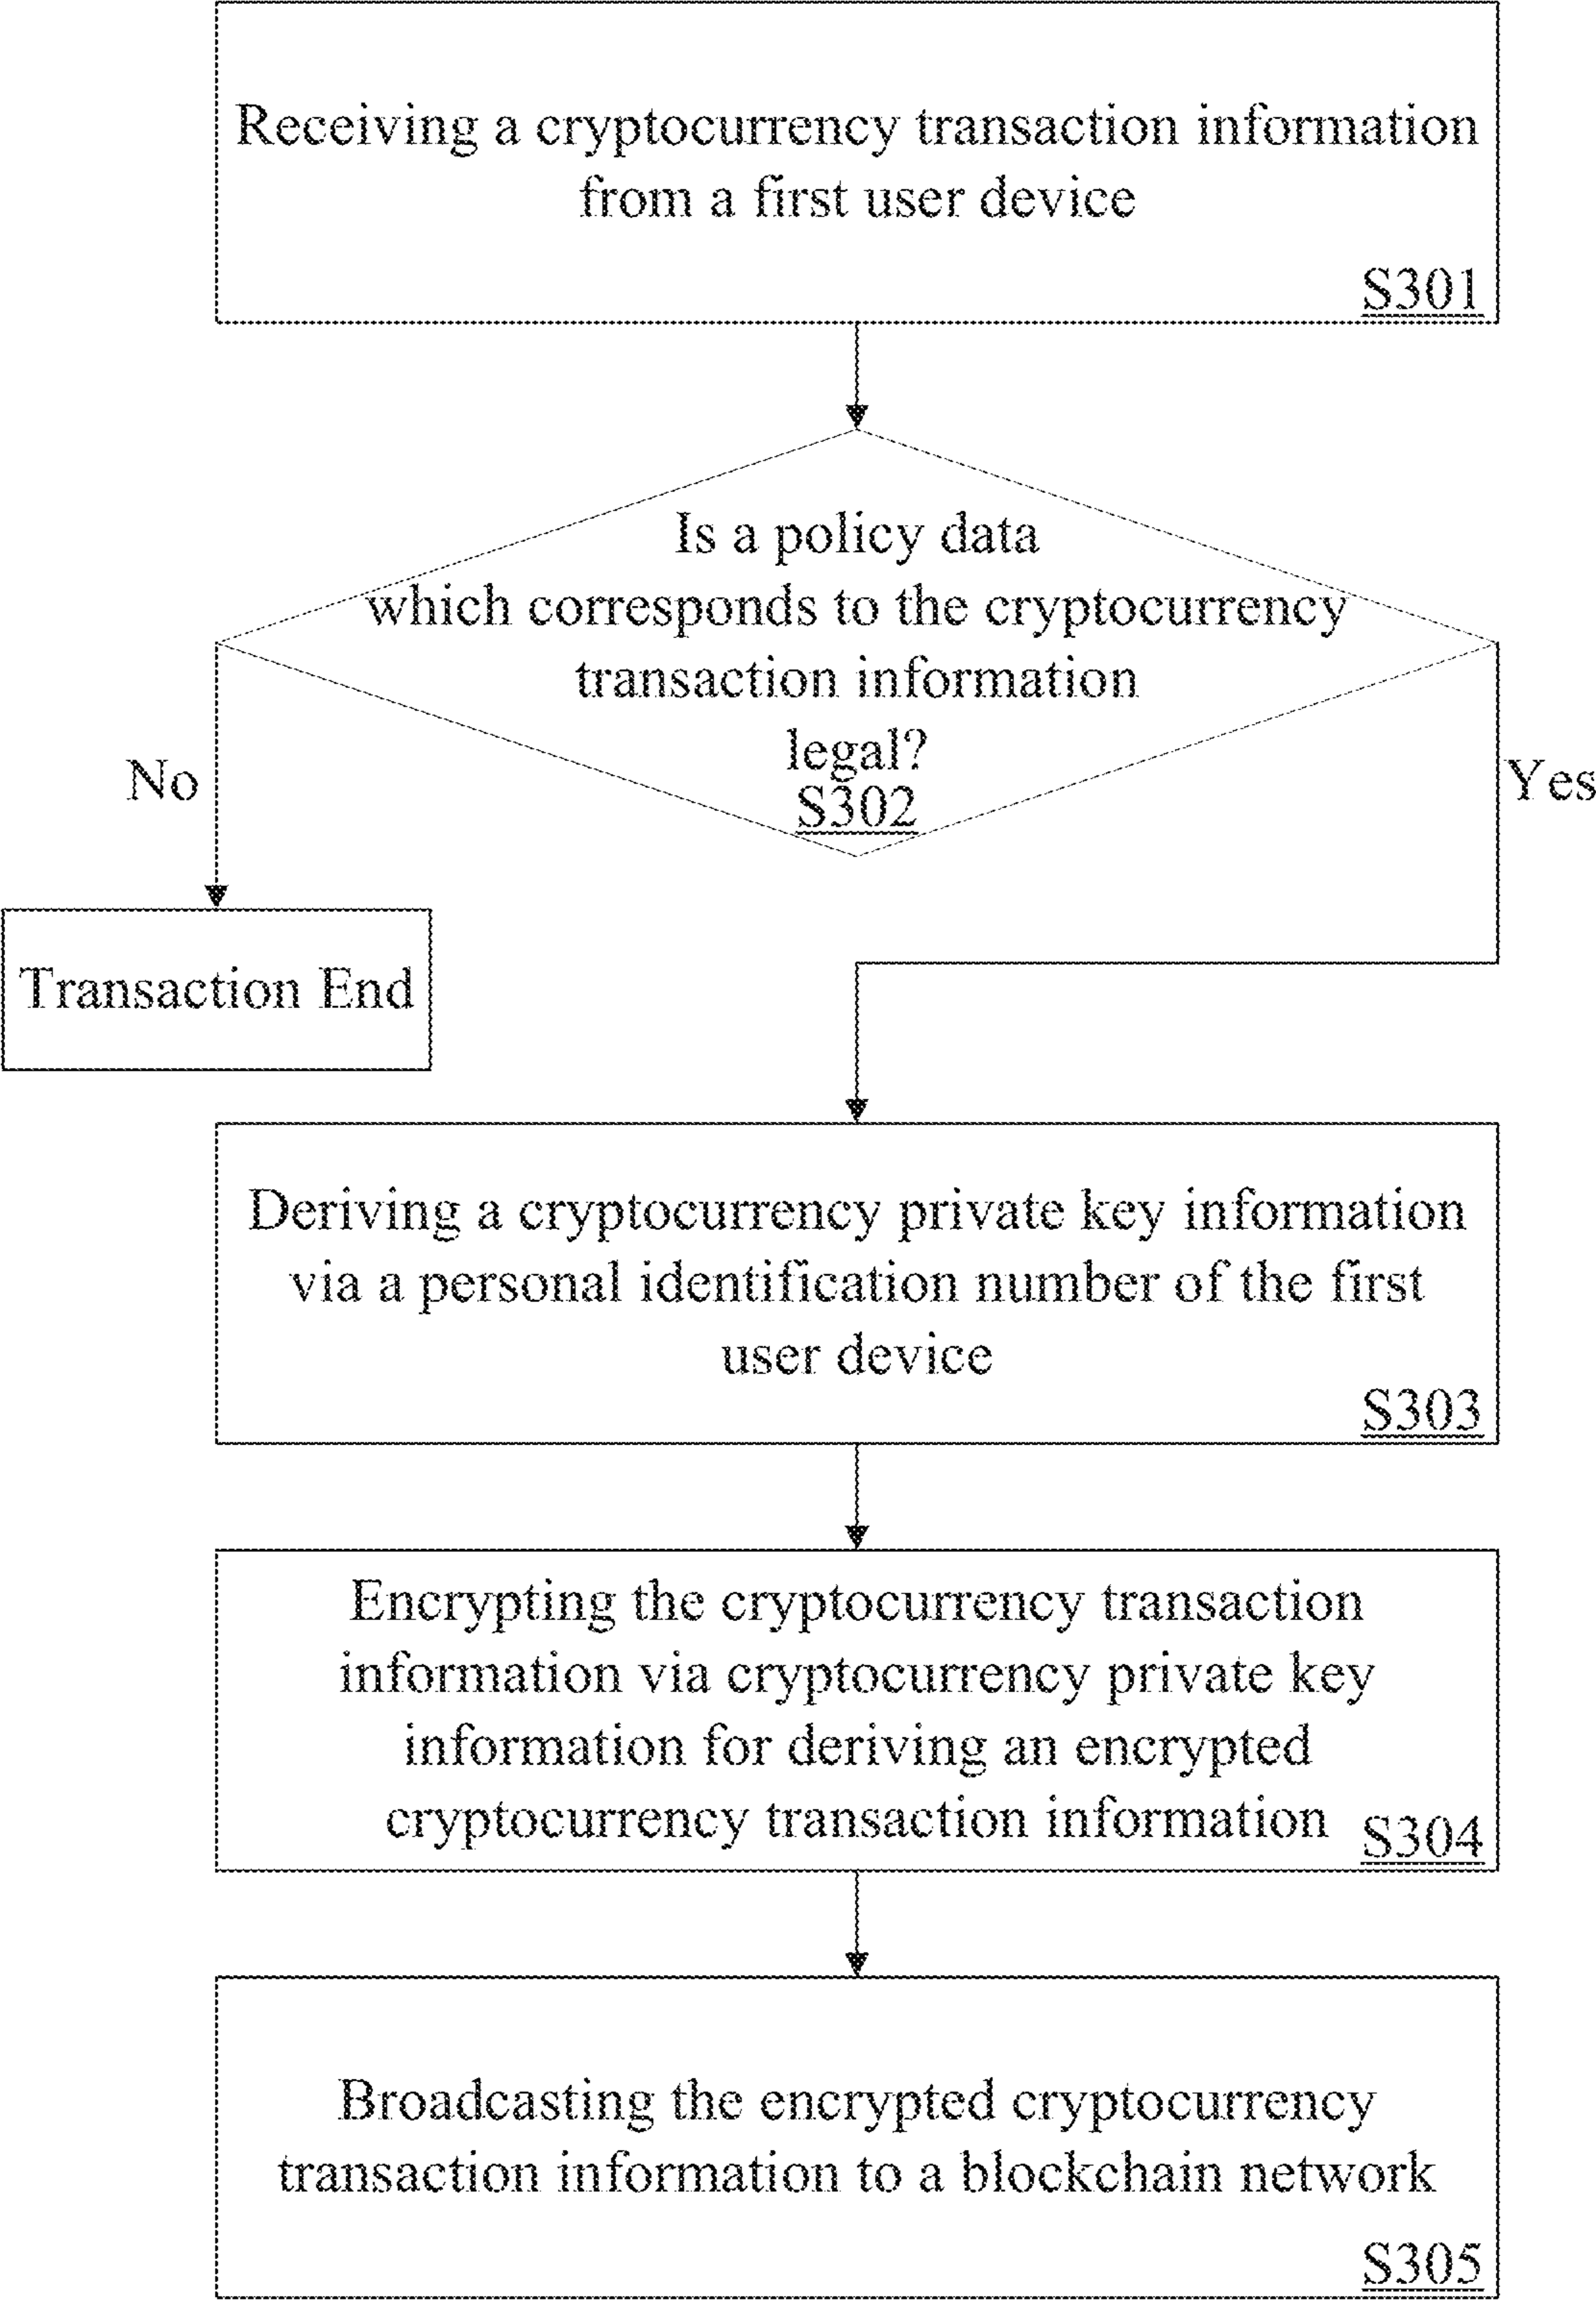 Receiving a cryptocurrency transaction information
from a first user device
S301
Is a policy data
which corresponds to the cryptocurrency
transaction information
legal?
S302
No
Yes
Transaction End
Deriving a cryptocurrency private key information
via a personal identification number of the first
user device
S303
Encrypting the cryptocurrency transaction
information via cryptocurrency private key
information for deriving an encrypted
cryptocurrency transaction information
S304
Broadcasting the encrypted cryptocurrency
transaction information to a blockchain network
S305